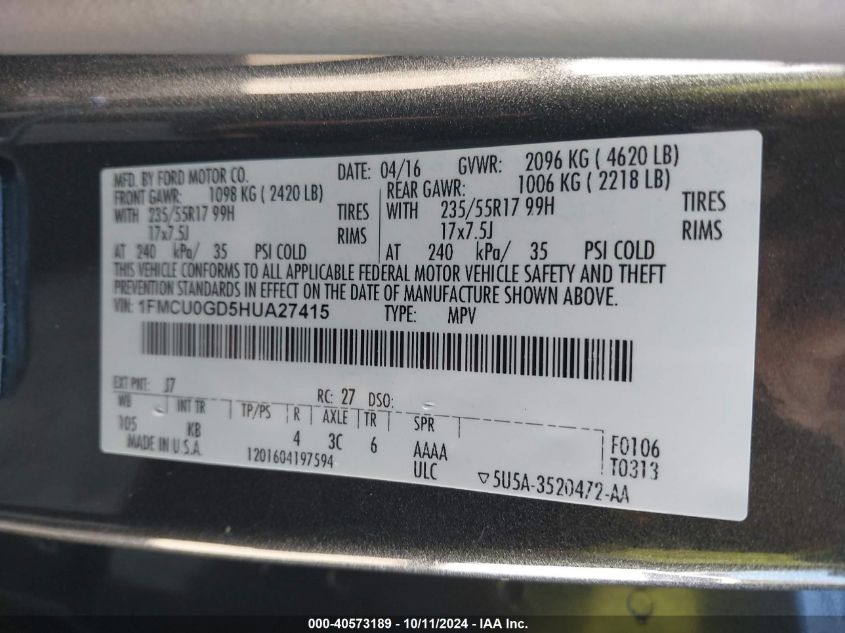 MFD. BY FORD MOTOR CO.
DATE: 04/16 GVWR: 2096 KG ( 4620 LB)
FRONT GAWR: 1098 KG ( 2420 LB)
REAR GAWR: 1006 KG ( 2218 LB)
WITH 235/55R17 99H TIRES
WITH 235/55R17 99H TIRES
17x7.5J RIMS
17x7.5J RIMS
AT 240 kPa/ 35 PSI COLD
AT 240 kPa/ 35 PSI COLD
THIS VEHICLE CONFORMS TO ALL APPLICABLE FEDERAL MOTOR VEHICLE SAFETY AND THEFT
PREVENTION STANDARDS IN EFFECT ON THE DATE OF MANUFACTURE SHOWN ABOVE.
VIN: 1FMCU0GD5HUA27415 TYPE: MPV
EXT PNT: J7 RC: 27 DSO:
WB INT TR TP/PS R AXLE TR SPR
105 KB 4 3C 6 AAAA F0106
MADE IN U.S.A. 1201604197594 ULC T0313
▽5U5A-3520472-AA
000-40573189 - 10/11/2024 - IAA Inc.